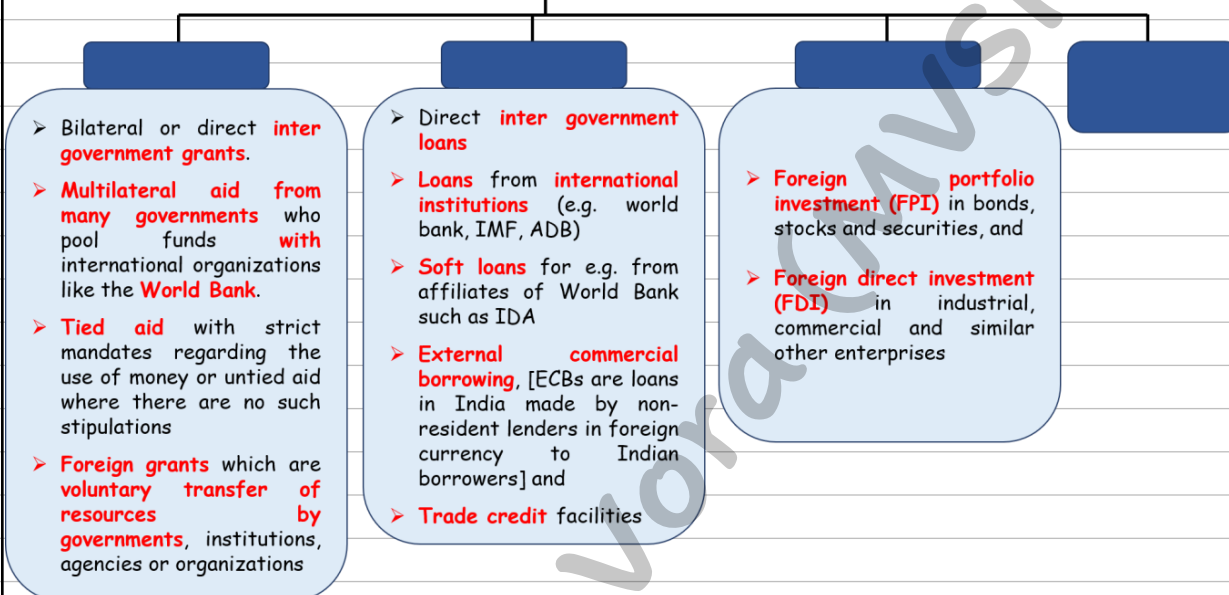 ➢ Bilateral or direct inter
government grants.
➢ Multilateral aid from
many governments who
pool funds with
international organizations
like the World Bank.
➢ Tied aid with strict
mandates regarding the
use of money or untied aid
where there are no such
stipulations
➢ Foreign grants which are
voluntary transfer of
resources by
governments, institutions,
agencies or organizations
➢ Direct inter government
loans
➢ Loans from international
institutions (e.g. world
bank, IMF, ADB)
➢ Soft loans for e.g. from
affiliates of World Bank
such as IDA
➢ External commercial
borrowing, [ECBs are loans
in India made by non-
resident lenders in foreign
currency to Indian
borrowers] and
➢ Trade credit facilities
➢ Foreign portfolio
investment (FPI) in bonds,
stocks and securities, and
➢ Foreign direct investment
(FDI) in industrial,
commercial and similar
other enterprises